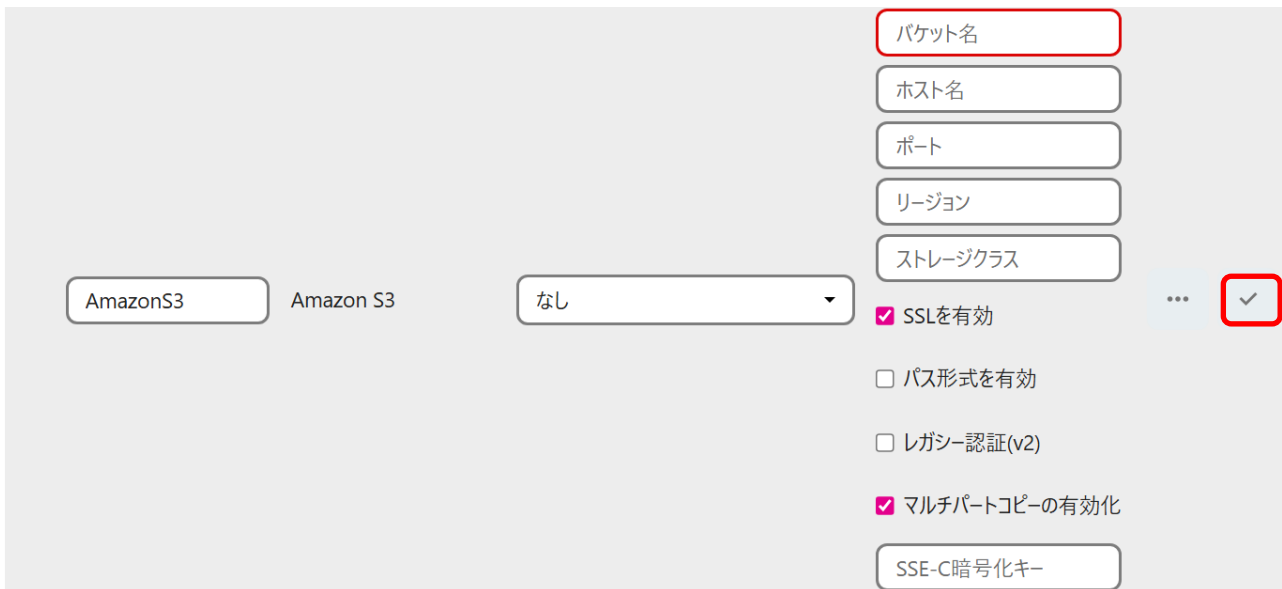 バケット名
ホスト名
ポート
リージョン
ストレージクラス
AmazonS3 Amazon S3 なし
SSLを有効
パス形式を有効
レガシー認証(v2)
マルチパートコピーの有効化
SSE-C暗号化キー